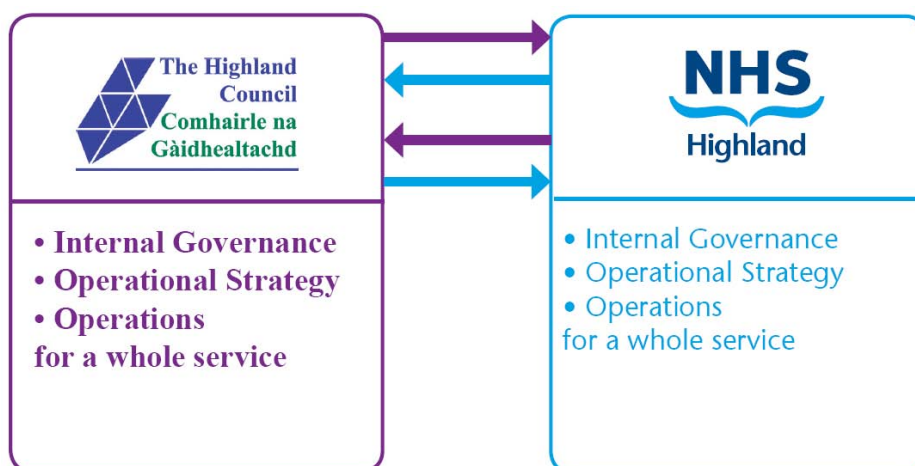 The Highland
Council
Comhairle na
Gàidhealtachd
• Internal Governance
• Operational Strategy
• Operations
for a whole service
NHS
Highland
• Internal Governance
• Operational Strategy
• Operations
for a whole service